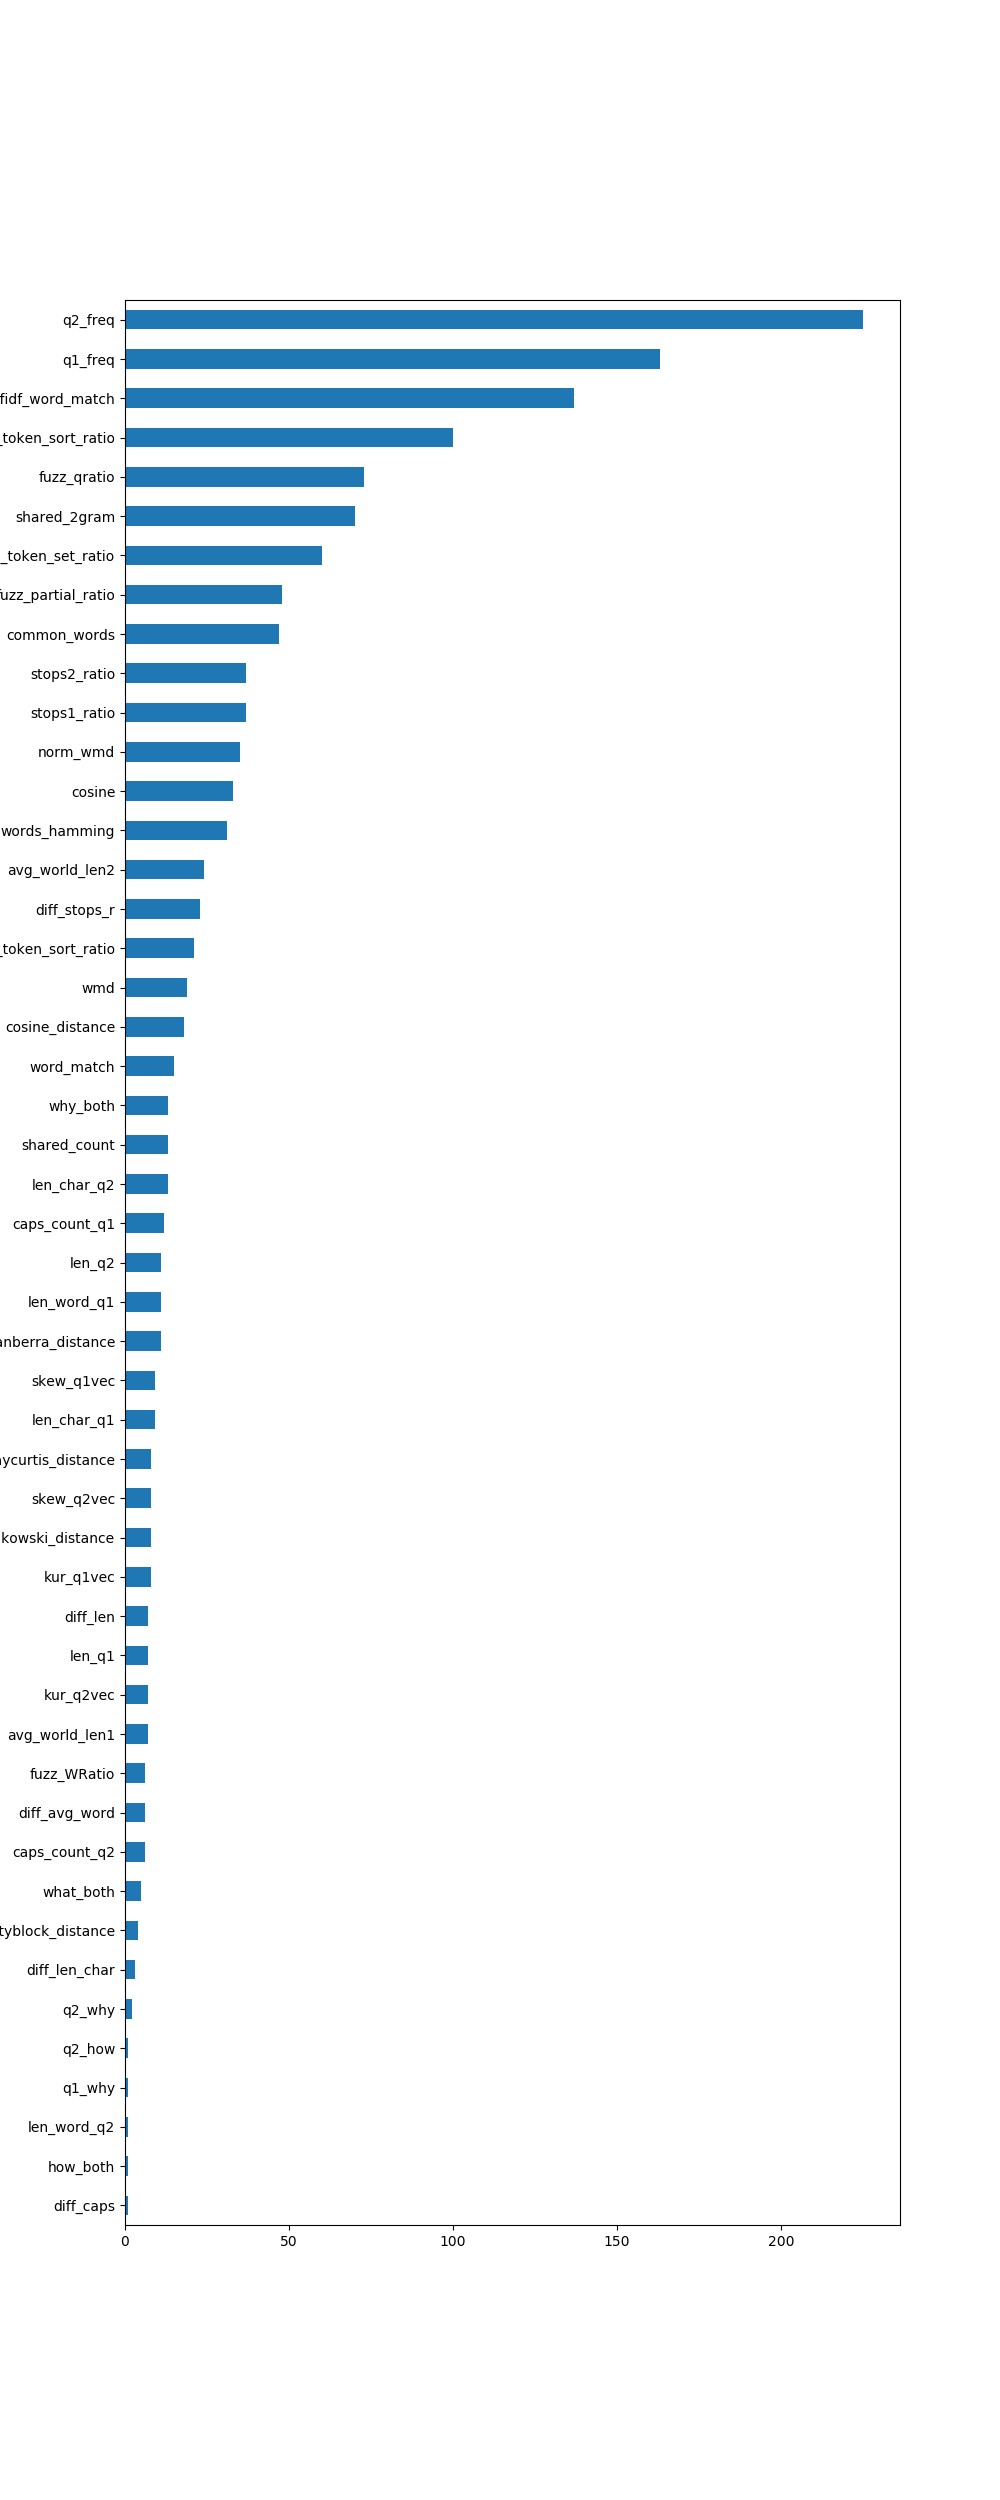 q2_freq
q1_freq
fidf_word_match
_token_sort_ratio
fuzz_qratio
shared_2gram
_token_set_ratio
fuzz_partial_ratio
common_words
stops2_ratio
stops1_ratio
norm_wmd
cosine
words_hamming
avg_world_len2
diff_stops_r
_token_sort_ratio
wmd
cosine_distance
word_match
why_both
shared_count
len_char_q2
caps_count_q1
len_q2
len_word_q1
anberra_distance
skew_q1vec
len_char_q1
ycurtis_distance
skew_q2vec
kowski_distance
kur_q1vec
diff_len
len_q1
kur_q2vec
avg_world_len1
fuzz_WRatio
diff_avg_word
caps_count_q2
what_both
tyblock_distance
diff_len_char
q2_why
q2_how
q1_why
len_word_q2
how_both
diff_caps
0 50 100 150 200